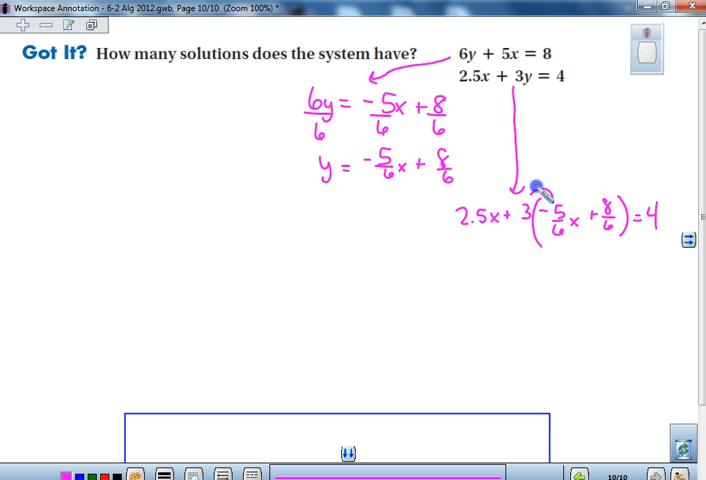 Workspace Annotation - 6-2 Alg 2012.gwb, Page 10/10 (Zoom 100%) *
Got It? How many solutions does the system have? 6y + 5x = 8
2.5x + 3y = 4
6y/6 = -5x/6 + 8/6
y = -5/6 x + 8/6
2.5x + 3(-5/6 x + 8/6) = 4
10/10